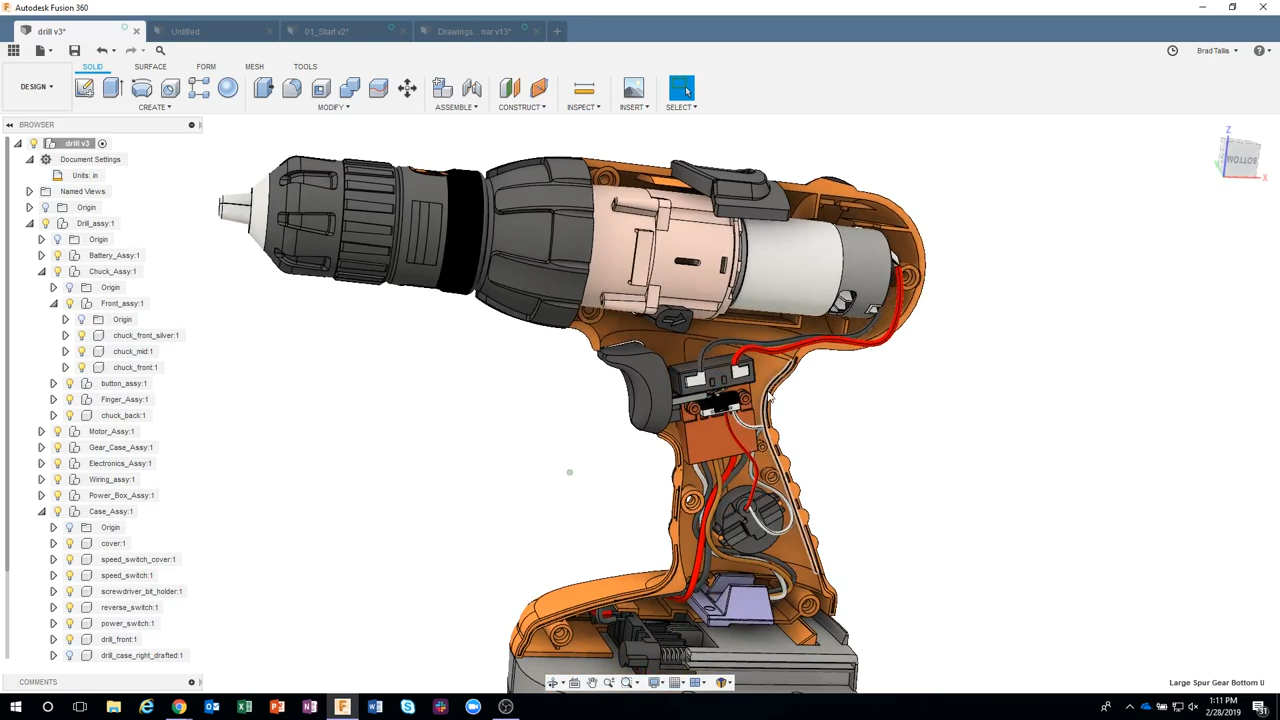 Autodesk Fusion 360
drill v3*
Untitled
01_Start v2*
Drawings... nar v13*
Brad Tallis
DESIGN
SOLID
SURFACE
FORM
MESH
TOOLS
CREATE
MODIFY
ASSEMBLE
CONSTRUCT
INSPECT
INSERT
SELECT
BROWSER
drill v3
Document Settings
Units: in
Named Views
Origin
Drill_assy:1
Origin
Battery_Assy:1
Chuck_Assy:1
Origin
Front_assy:1
Origin
chuck_front_silver:1
chuck_mid:1
chuck_front:1
button_assy:1
Finger_Assy:1
chuck_back:1
Motor_Assy:1
Gear_Case_Assy:1
Electronics_Assy:1
Wiring_assy:1
Power_Box_Assy:1
Case_Assy:1
Origin
cover:1
speed_switch_cover:1
speed_switch:1
screwdriver_bit_holder:1
reverse_switch:1
power_switch:1
drill_front:1
drill_case_right_drafted:1
Z
BOTTOM
X
COMMENTS
Large Spur Gear Bottom U
1:11 PM
2/28/2019
31